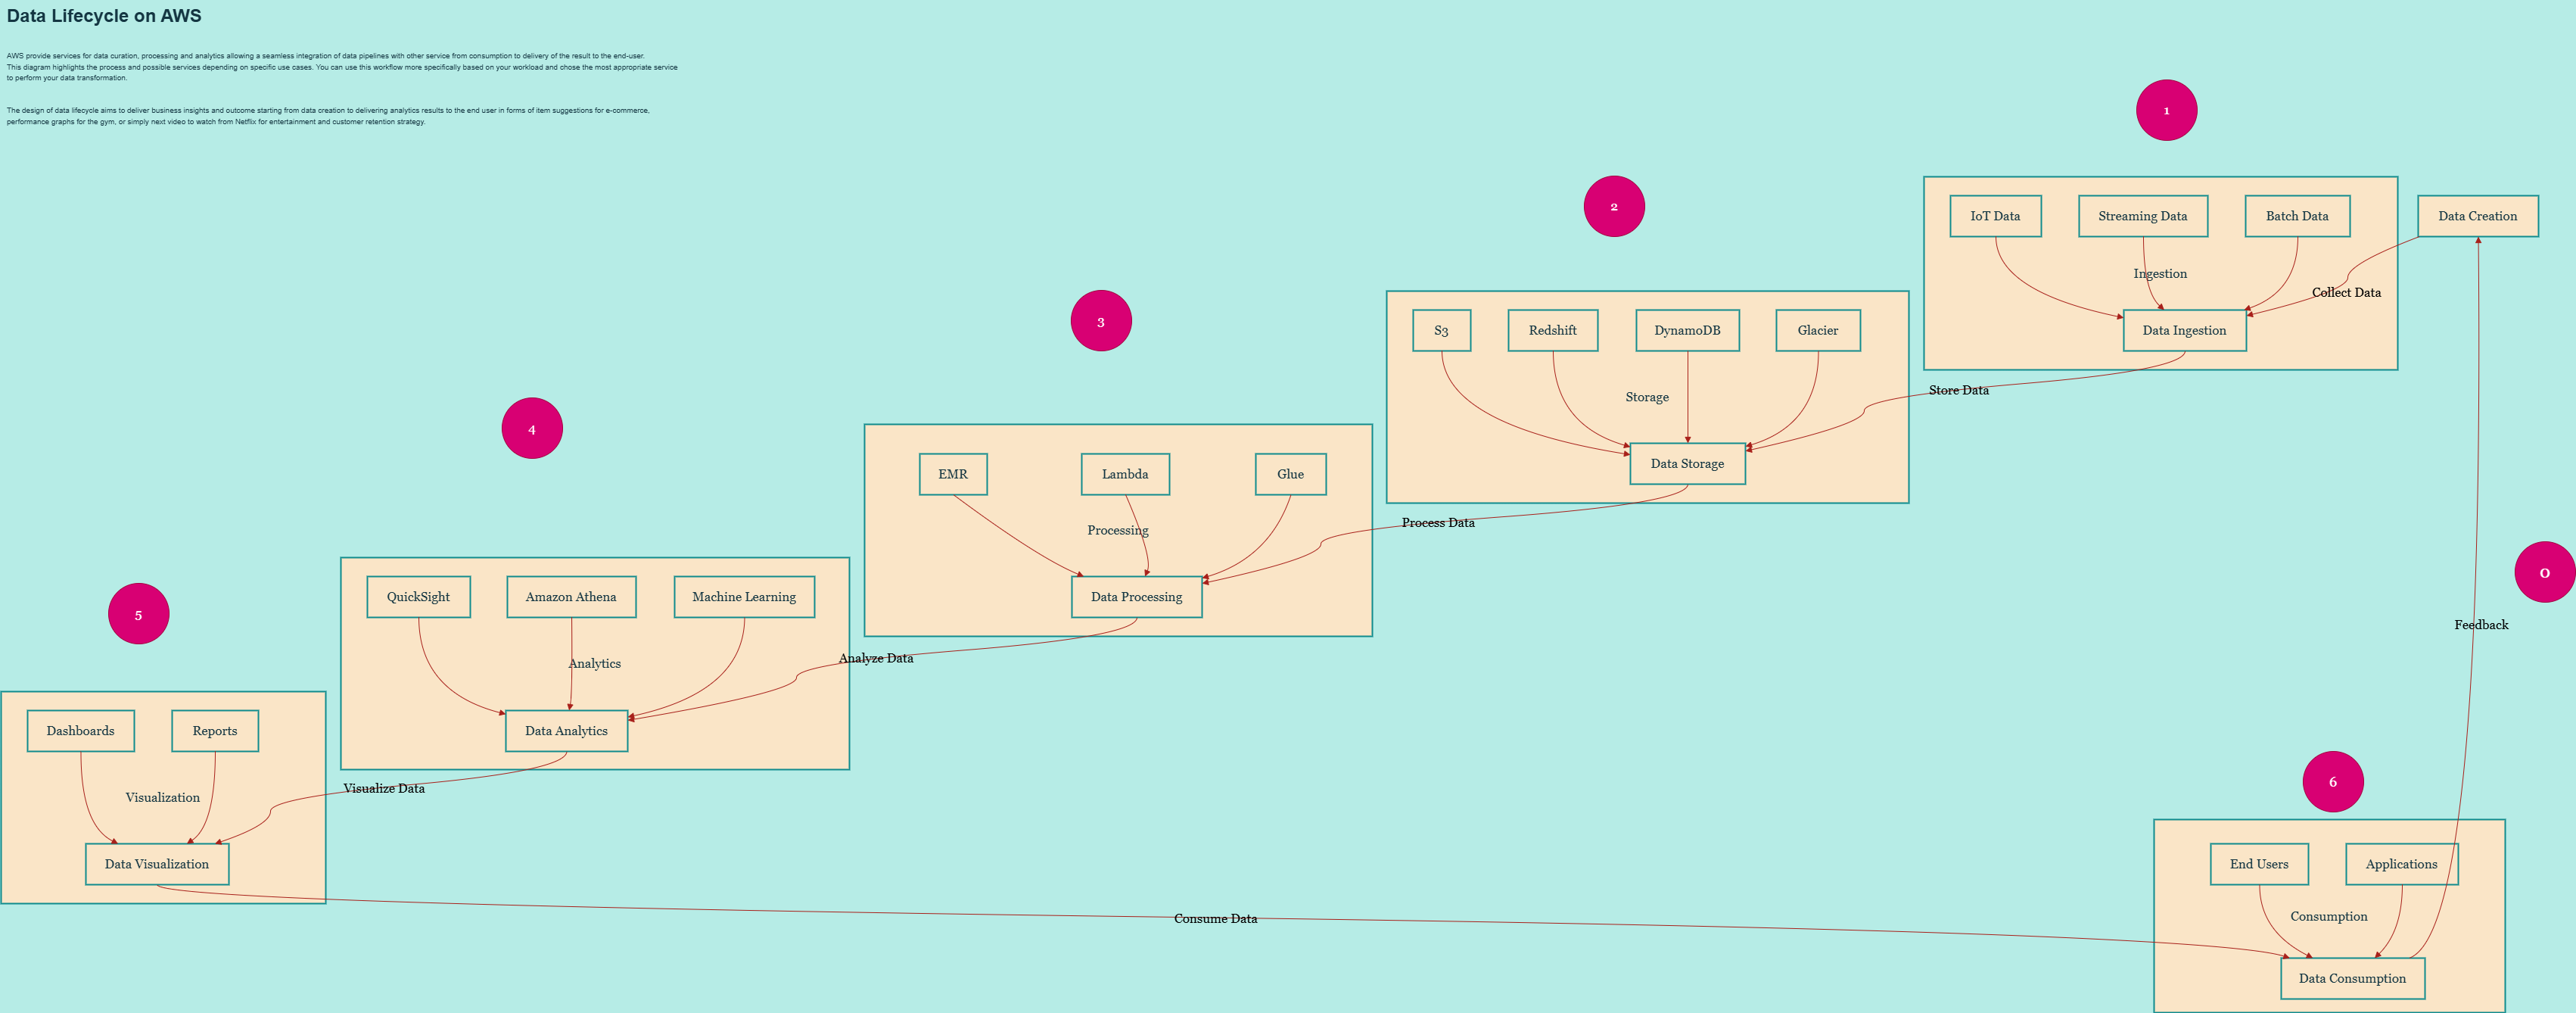 Data Lifecycle on AWS
AWS provide services for data curation, processing and analytics allowing a seamless integration of data pipelines with other service from consumption to delivery of the result to the end-user.
This diagram highlights the process and possible services depending on specific use cases. You can use this workflow more specifically based on your workload and chose the most appropriate service
to perform your data transformation.
The design of data lifecycle aims to deliver business insights and outcome starting from data creation to delivering analytics results to the end user in forms of item suggestions for e-commerce,
performance graphs for the gym, or simply next video to watch from Netflix for entertainment and customer retention strategy.
1
IoT Data
Streaming Data
Batch Data
Data Creation
Ingestion
Collect Data
Data Ingestion
Store Data
2
S3
Redshift
DynamoDB
Glacier
Storage
Data Storage
Process Data
3
EMR
Lambda
Glue
Processing
Data Processing
Analyze Data
4
QuickSight
Amazon Athena
Machine Learning
Analytics
Data Analytics
Visualize Data
5
Dashboards
Reports
Visualization
Data Visualization
Consume Data
6
End Users
Applications
Consumption
Data Consumption
Feedback
0